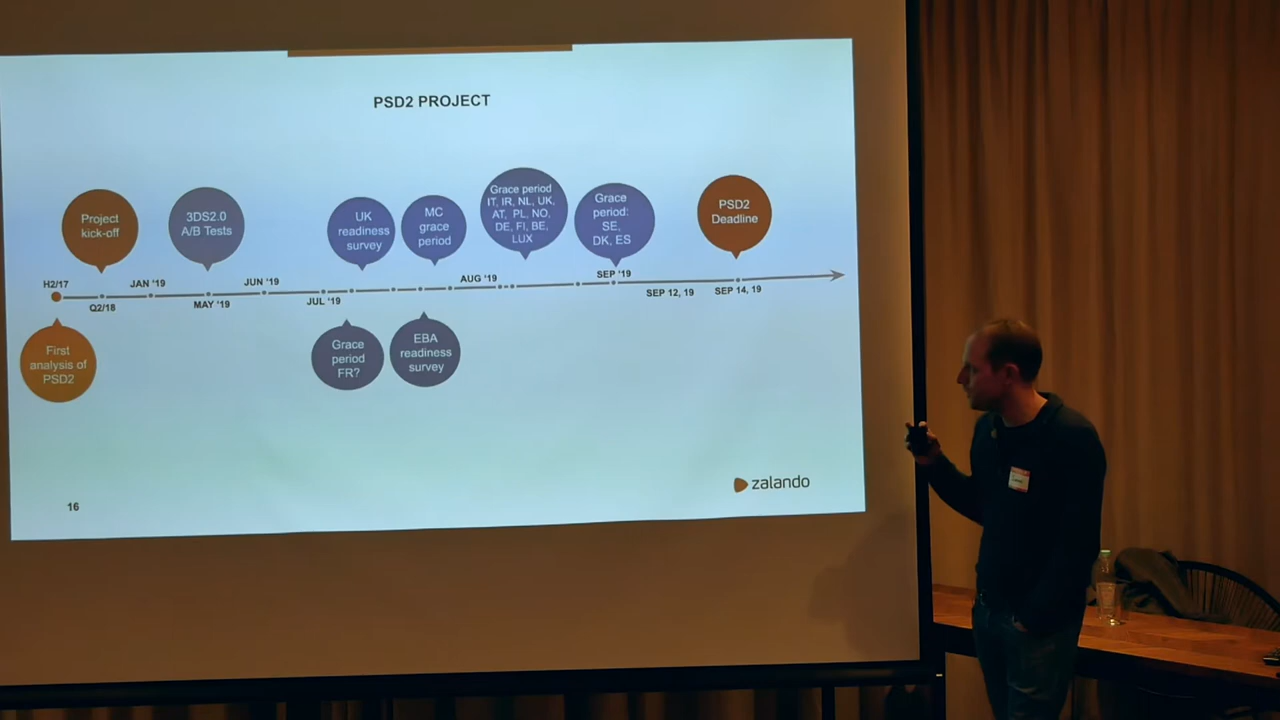 PSD2 PROJECT
Project
kick-off
3DS2.0
A/B Tests
UK
readiness
survey
MC
grace
period
Grace period
IT, IR, NL, UK,
AT, PL, NO,
DE, FI, BE,
LUX
Grace
period:
SE,
DK, ES
PSD2
Deadline
H2/17
Q2/18
JAN '19
MAY '19
JUN '19
JUL '19
AUG '19
SEP '19
SEP 12, 19
SEP 14, 19
First
analysis of
PSD2
Grace
period
FR?
EBA
readiness
survey
16
zalando